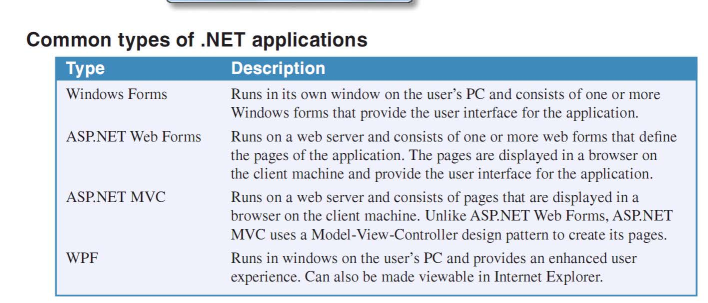 Common types of .NET applications
Type Description
Windows Forms Runs in its own window on the user's PC and consists of one or more
Windows forms that provide the user interface for the application.
ASP.NET Web Forms Runs on a web server and consists of one or more web forms that define
the pages of the application. The pages are displayed in a browser on
the client machine and provide the user interface for the application.
ASP.NET MVC Runs on a web server and consists of pages that are displayed in a
browser on the client machine. Unlike ASP.NET Web Forms, ASP.NET
MVC uses a Model-View-Controller design pattern to create its pages.
WPF Runs in windows on the user's PC and provides an enhanced user
experience. Can also be made viewable in Internet Explorer.